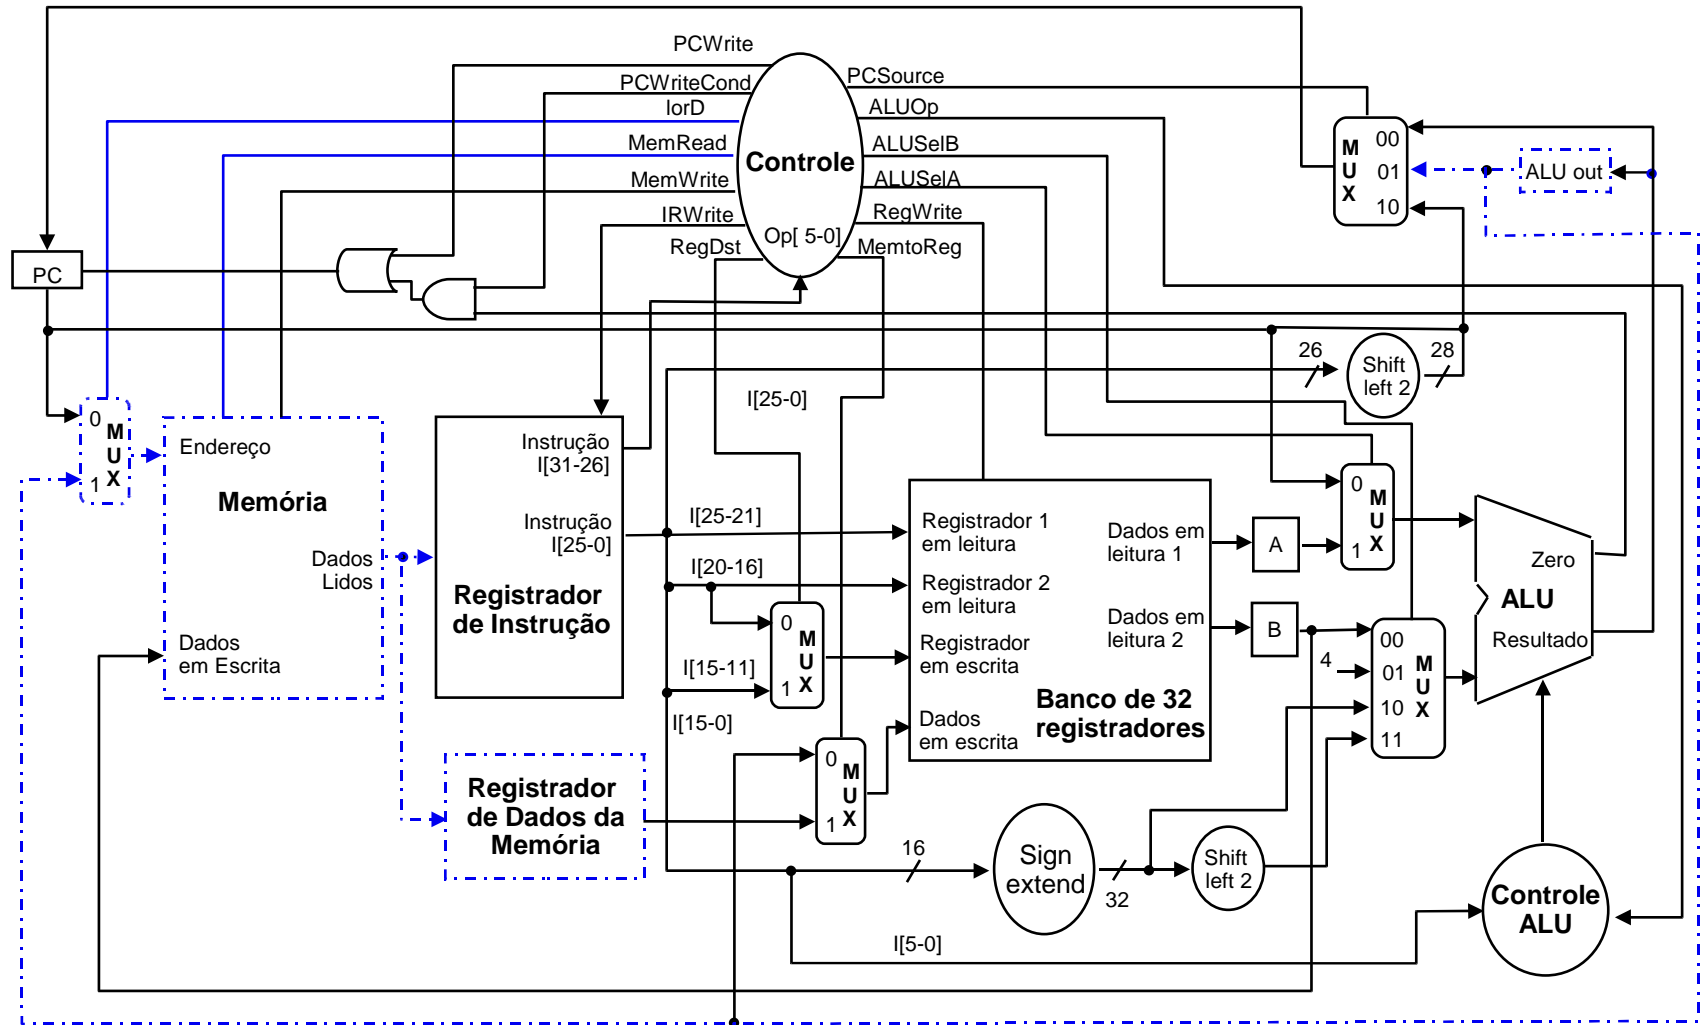 PCWrite
PCWriteCond
IorD
MemRead
MemWrite
IRWrite
RegDst
Controle
Op[ 5-0]
PCSource
ALUOp
ALUSelB
ALUSelA
RegWrite
MemtoReg
M
U
X
00
01
10
ALU out
PC
26
Shift
left 2
28
I[25-0]
0
1
M
U
X
Endereço
Memória
Dados
Lidos
Dados
em Escrita
Instrução
I[31-26]
Instrução
I[25-0]
Registrador
de Instrução
I[25-21]
I[20-16]
I[15-11]
I[15-0]
0
1
M
U
X
Registrador 1
em leitura
Registrador 2
em leitura
Registrador
em escrita
Dados
em escrita
Dados em
leitura 1
Dados em
leitura 2
Banco de 32
registradores
A
B
4
0
1
M
U
X
00
01
10
11
M
U
X
Zero
ALU
Resultado
Registrador
de Dados da
Memória
0
1
M
U
X
16
Sign
extend
32
Shift
left 2
I[5-0]
Controle
ALU